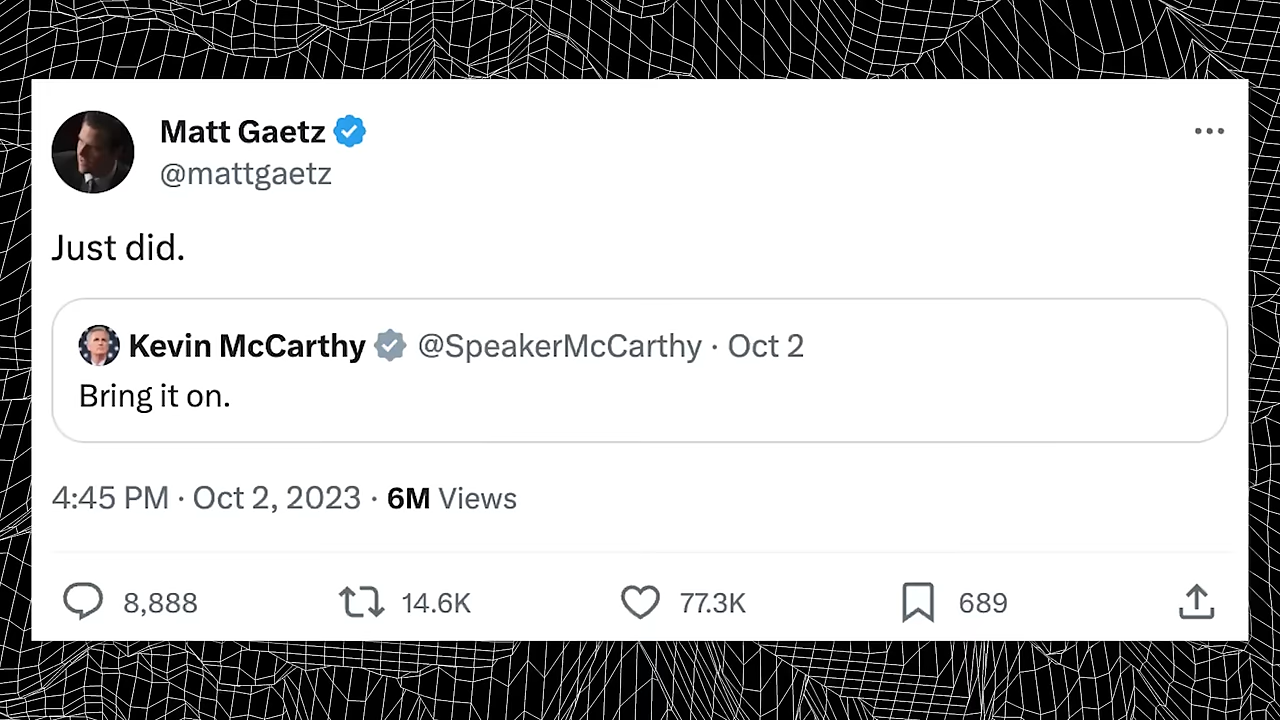 Matt Gaetz
@mattgaetz
Just did.
Kevin McCarthy @SpeakerMcCarthy · Oct 2
Bring it on.
4:45 PM · Oct 2, 2023 · 6M Views
8,888 14.6K 77.3K 689